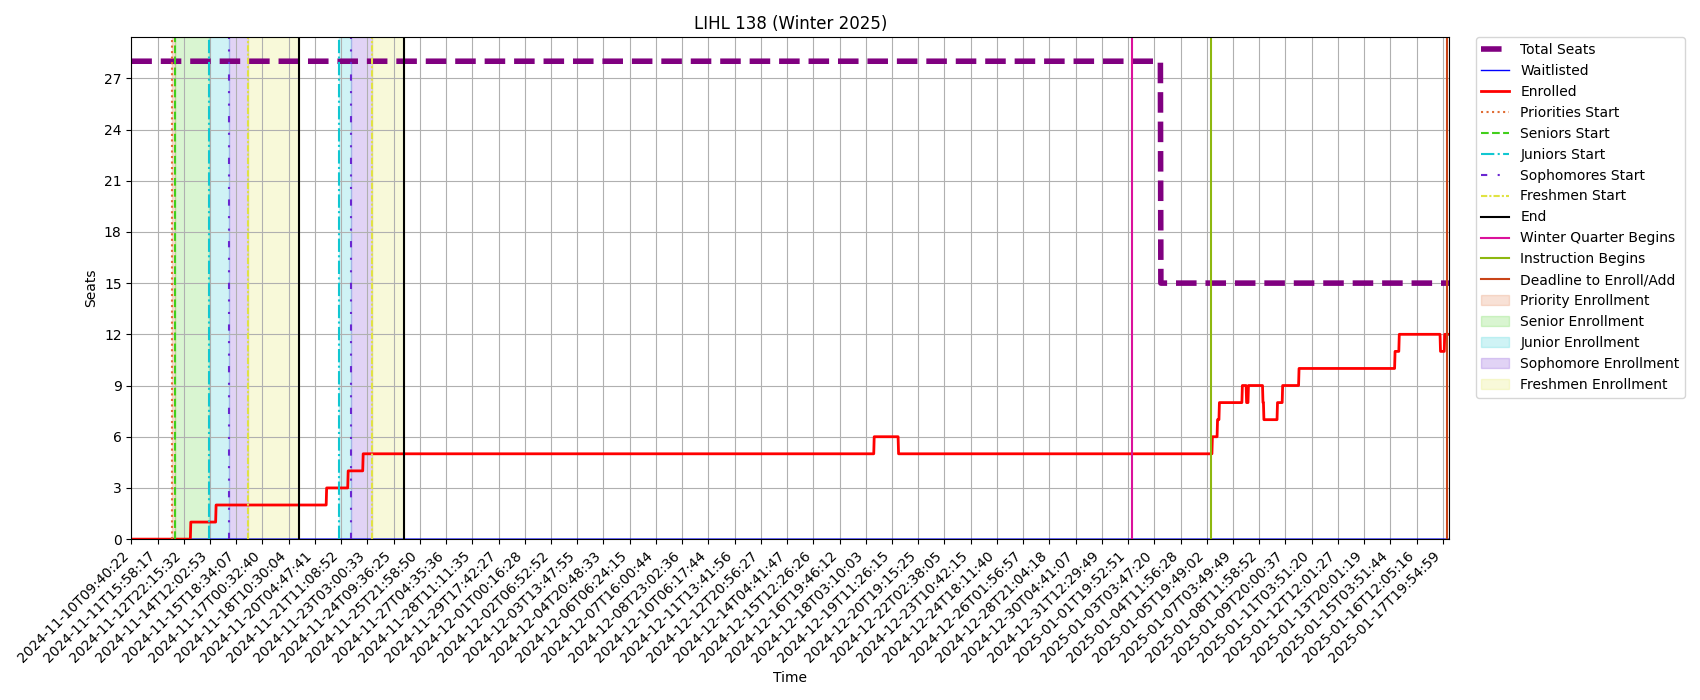 LIHL 138 (Winter 2025)
27
24
21
18
15
12
9
6
3
0
Seats
2024-11-10T09:40:22
2024-11-11T15:58:17
2024-11-12T22:15:32
2024-11-14T12:02:53
2024-11-15T18:34:07
2024-11-17T00:32:40
2024-11-18T10:30:04
2024-11-20T04:47:41
2024-11-21T11:08:52
2024-11-23T03:00:33
2024-11-24T09:36:25
2024-11-25T21:58:50
2024-11-27T04:35:36
2024-11-28T11:11:35
2024-11-29T17:42:27
2024-12-01T00:16:28
2024-12-02T06:52:52
2024-12-03T13:47:55
2024-12-04T20:48:33
2024-12-06T06:24:15
2024-12-07T16:00:44
2024-12-08T23:02:36
2024-12-10T06:17:44
2024-12-11T13:41:56
2024-12-12T20:56:27
2024-12-14T04:41:47
2024-12-15T12:26:26
2024-12-16T19:46:12
2024-12-18T03:10:03
2024-12-19T11:26:15
2024-12-20T19:15:25
2024-12-22T02:38:05
2024-12-23T10:42:15
2024-12-24T18:11:40
2024-12-26T01:56:57
2024-12-28T21:04:18
2024-12-30T04:41:07
2024-12-31T12:29:49
2025-01-01T19:52:51
2025-01-03T03:47:20
2025-01-04T11:56:28
2025-01-05T19:49:02
2025-01-07T03:49:49
2025-01-08T11:58:52
2025-01-09T20:00:37
2025-01-11T03:51:20
2025-01-12T12:01:27
2025-01-13T20:01:19
2025-01-15T03:51:44
2025-01-16T12:05:16
2025-01-17T19:54:59
Time
Total Seats
Waitlisted
Enrolled
Priorities Start
Seniors Start
Juniors Start
Sophomores Start
Freshmen Start
End
Winter Quarter Begins
Instruction Begins
Deadline to Enroll/Add
Priority Enrollment
Senior Enrollment
Junior Enrollment
Sophomore Enrollment
Freshmen Enrollment